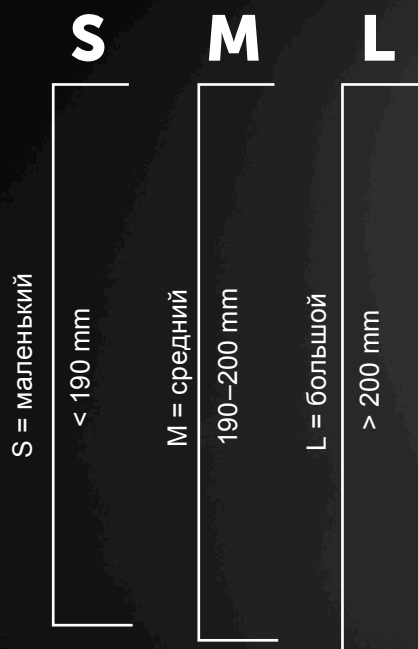 S
M
L
S = маленький
< 190 mm
M = средний
190–200 mm
L = большой
> 200 mm